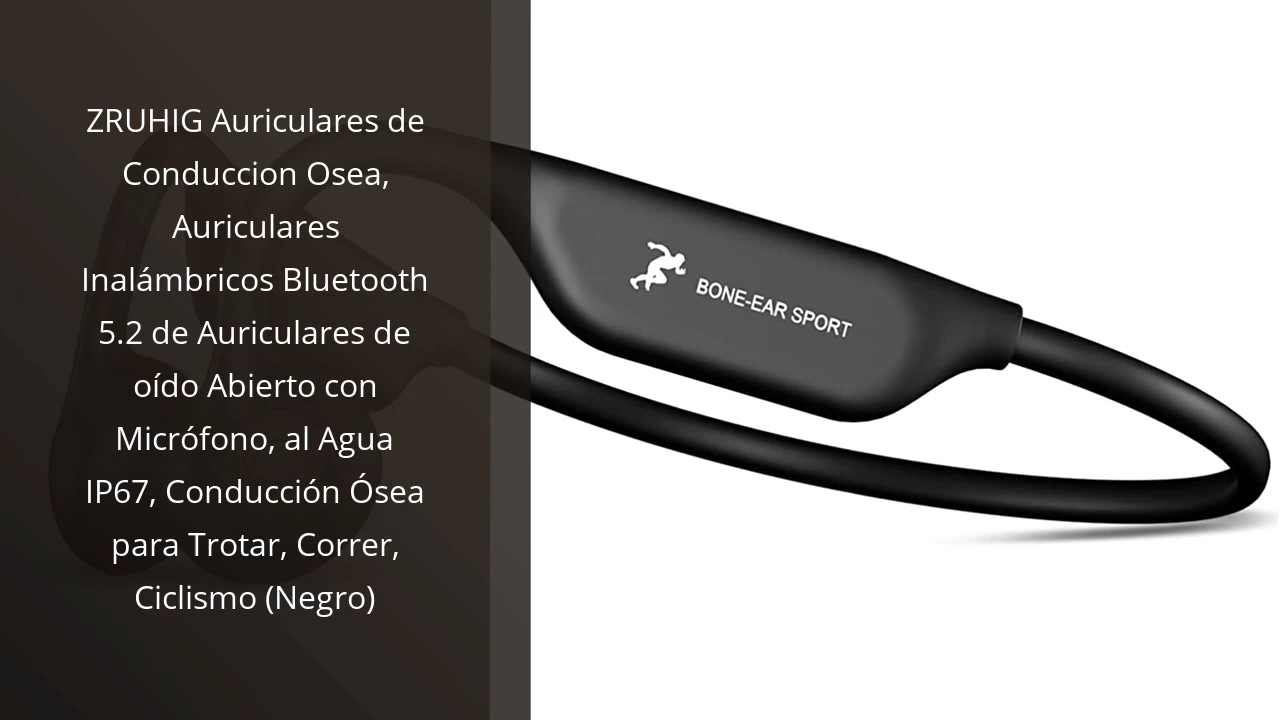 ZRUHIG Auriculares de
Conduccion Osea,
Auriculares
Inalámbricos Bluetooth
5.2 de Auriculares de
oído Abierto con
Micrófono, al Agua
IP67, Conducción Ósea
para Trotar, Correr,
Ciclismo (Negro)
BONE-EAR SPORT